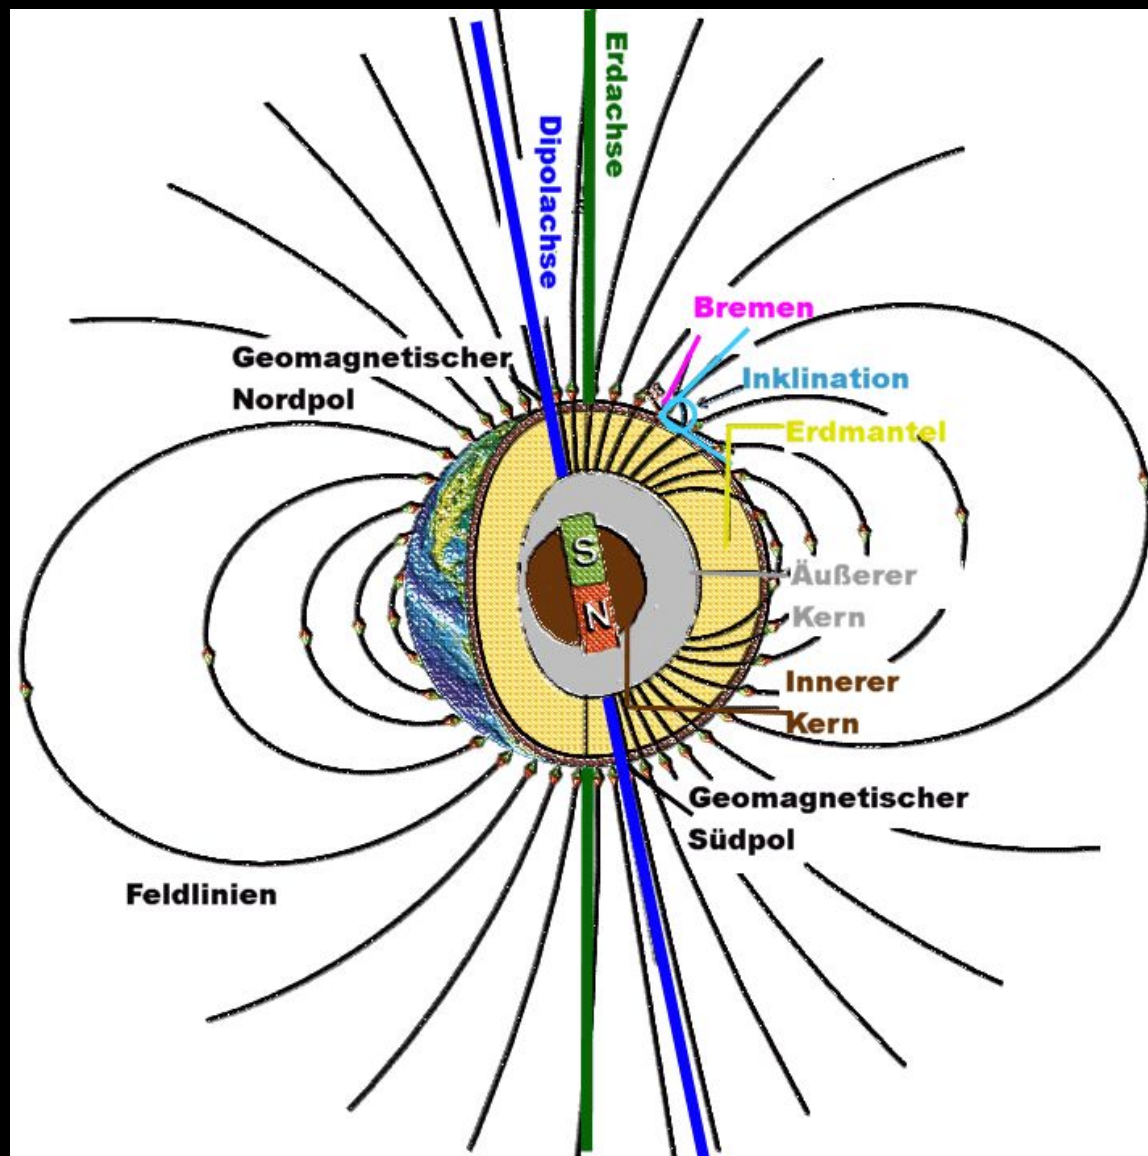 Erdachse
Dipolachse
Bremen
Geomagnetischer
Nordpol
Inklination
Erdmantel
S
N
Äußerer
Kern
Innerer
Kern
Geomagnetischer
Südpol
Feldlinien